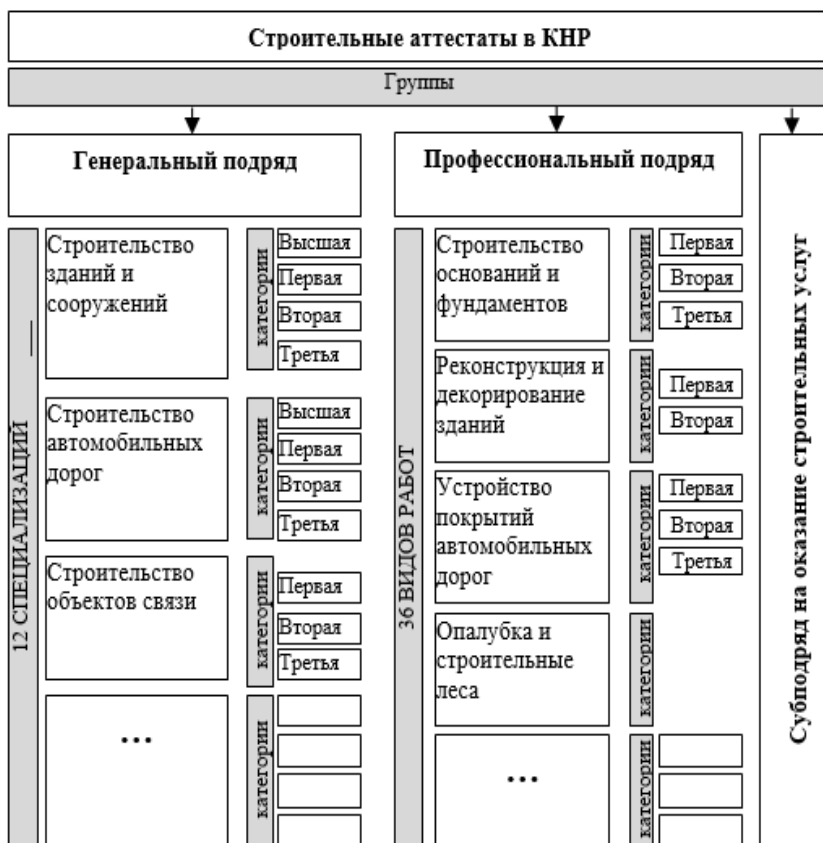 Строительные аттестаты в КНР
Группы
Генеральный подряд
12 СПЕЦИАЛИЗАЦИЙ
Строительство
зданий и
сооружений
категории
Высшая
Первая
Вторая
Третья
Строительство
автомобильных
дорог
категории
Высшая
Первая
Вторая
Третья
Строительство
объектов связи
категории
Первая
Вторая
Третья
...
категории
Профессиональный подряд
36 ВИДОВ РАБОТ
Строительство
оснований и
фундаментов
категории
Первая
Вторая
Третья
Реконструкция и
декорирование
зданий
категории
Первая
Вторая
Устройство
покрытий
автомобильных
дорог
категории
Первая
Вторая
Третья
Опалубка и
строительные
леса
категории
...
категории
Субподряд на оказание строительных услуг